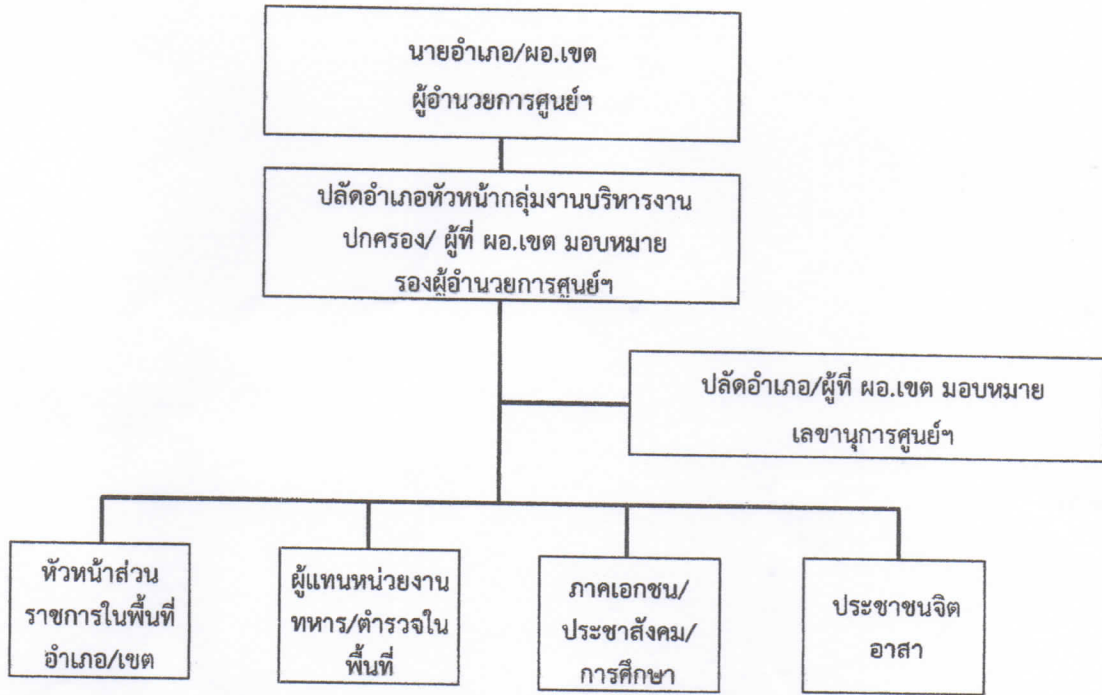 นายอำเภอ/ผอ.เขต
ผู้อำนวยการศูนย์ฯ
ปลัดอำเภอหัวหน้ากลุ่มงานบริหารงาน
ปกครอง/ ผู้ที่ ผอ.เขต มอบหมาย
รองผู้อำนวยการศูนย์ฯ
ปลัดอำเภอ/ผู้ที่ ผอ.เขต มอบหมาย
เลขานุการศูนย์ฯ
หัวหน้าส่วน
ราชการในพื้นที่
อำเภอ/เขต
ผู้แทนหน่วยงาน
ทหาร/ตำรวจใน
พื้นที่
ภาคเอกชน/
ประชาสังคม/
การศึกษา
ประชาชนจิต
อาสา